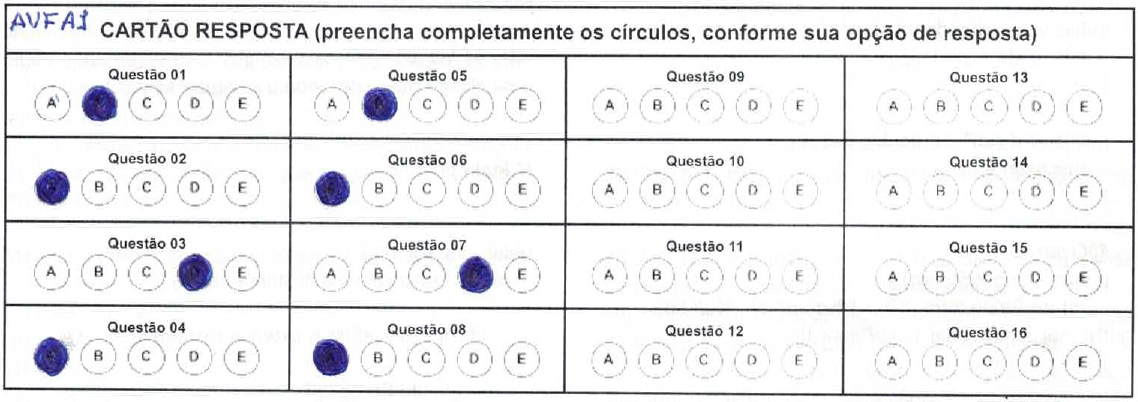 AVFAI
CARTÃO RESPOSTA (preencha completamente os círculos, conforme sua opção de resposta)
Questão 01 Questão 05 Questão 09 Questão 13
A C D E A C D E A B C D E A B C D E
Questão 02 Questão 06 Questão 10 Questão 14
B C D E B C D E A B C D E A B C D E
Questão 03 Questão 07 Questão 11 Questão 15
A B C E A B C E A B C D E A B C D E
Questão 04 Questão 08 Questão 12 Questão 16
B C D E B C D E A B C D E A B C D E